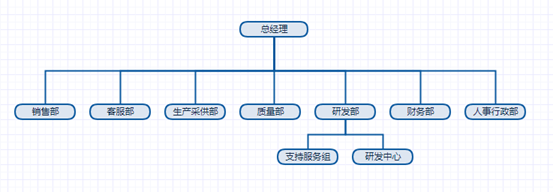 总经理
销售部
客服部
生产采供部
质量部
研发部
财务部
人事行政部
支持服务组
研发中心